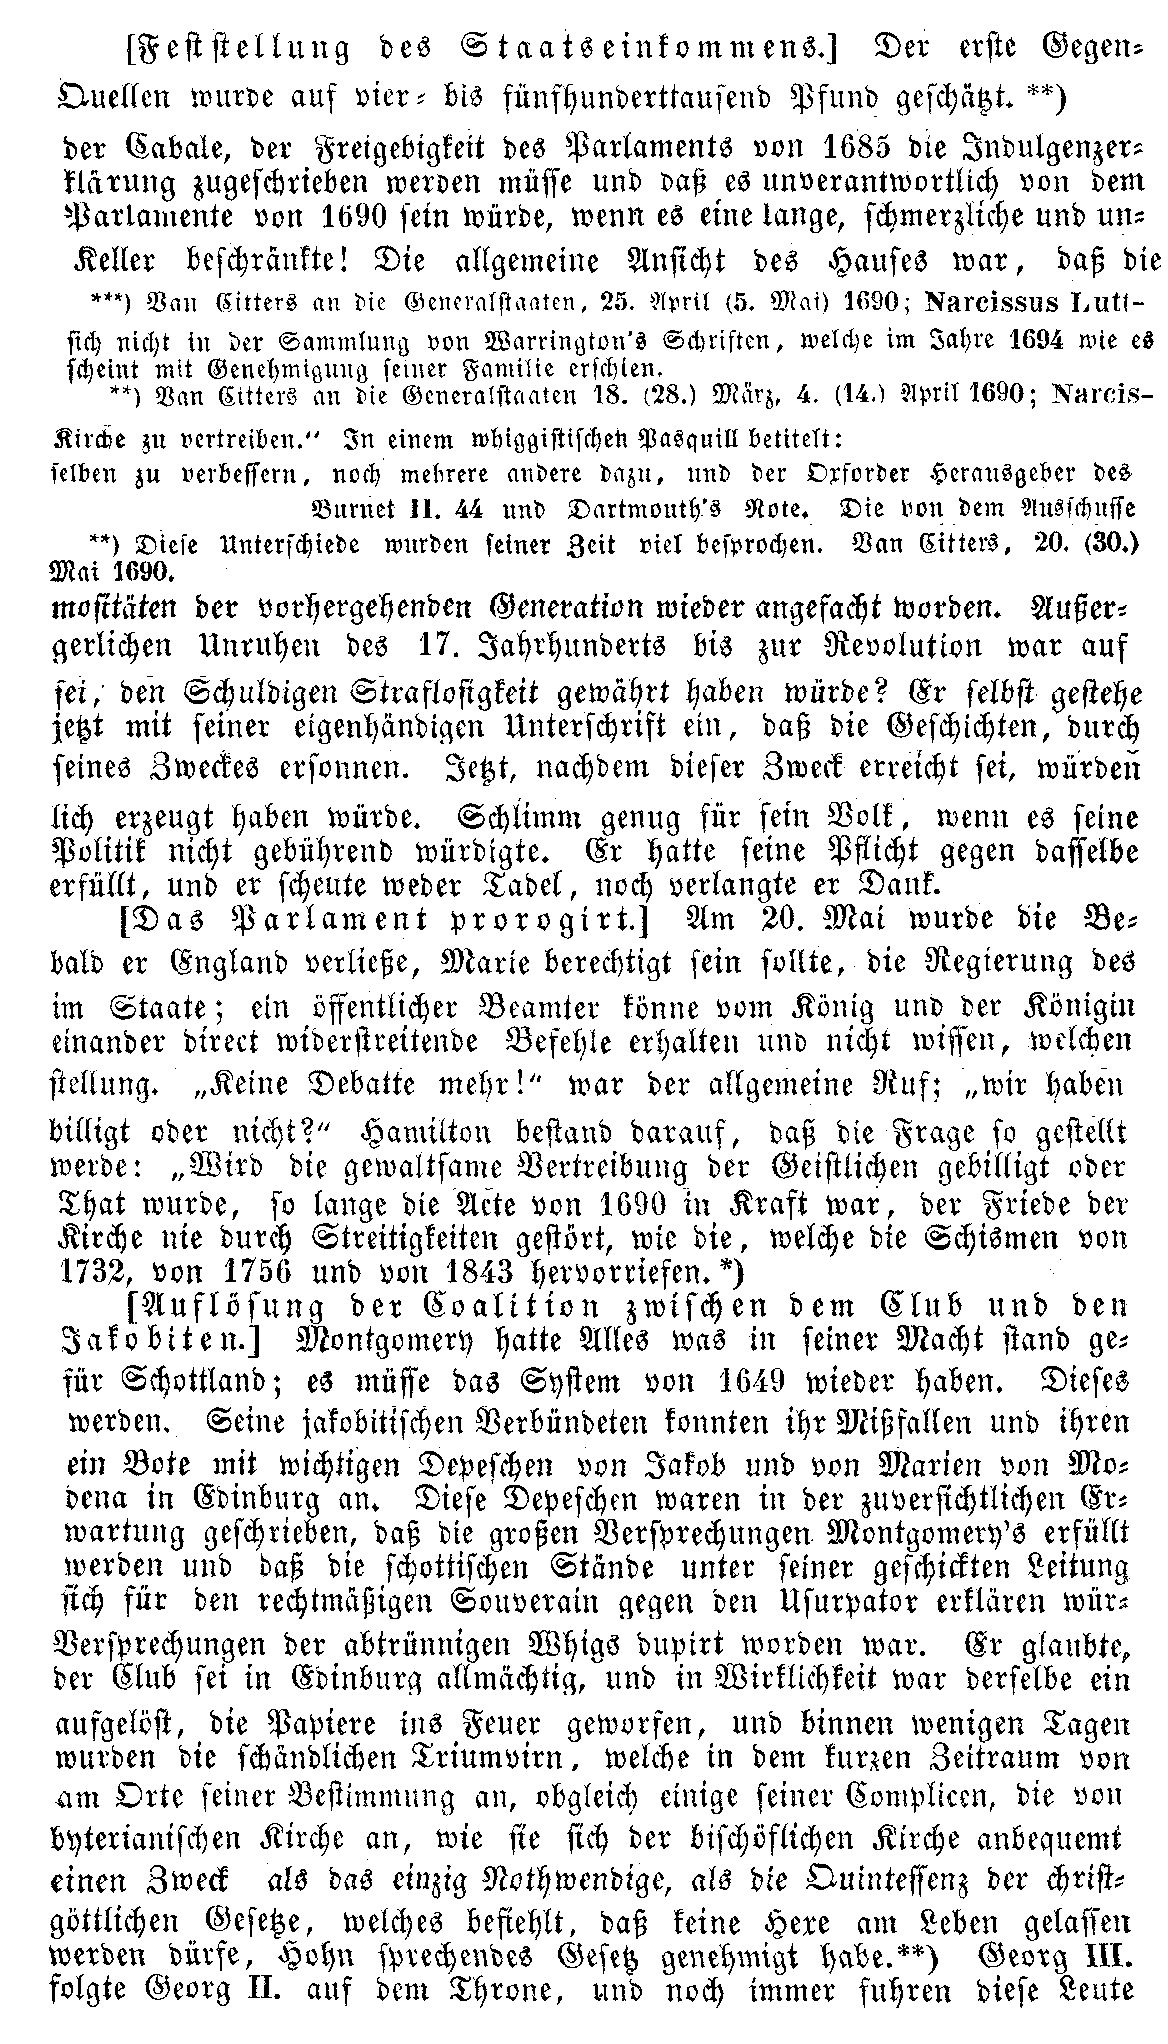 [Feststellung des Staatseinkommens.] Der erste Gegen-
Quellen wurde auf vier- bis fünfhunderttausend Pfund geschätzt. **)
der Cabale, der Freigebigkeit des Parlaments von 1685 die Indulgenzer-
klärung zugeschrieben werden müsse und daß es unverantwortlich von dem
Parlamente von 1690 sein würde, wenn es eine lange, schmerzliche und un-
Keller beschränkte! Die allgemeine Ansicht des Hauses war, daß die
***) Van Citters an die Generalstaaten, 25. April (5. Mai) 1690; Narcissus Lutt-
sich nicht in der Sammlung von Warrington's Schriften, welche im Jahre 1694 wie es
scheint mit Genehmigung seiner Familie erschien.
**) Van Citters an die Generalstaaten 18. (28.) März, 4. (14.) April 1690; Narcis-
Kirche zu vertreiben.“ In einem whiggistischen Pasquill betitelt:
selben zu verbessern, noch mehrere andere dazu, und der Oxforder Herausgeber des
Burnet II. 44 und Dartmouth's Note. Die von dem Ausschusse
**) Diese Unterschiede wurden seiner Zeit viel besprochen. Van Citters, 20. (30.)
Mai 1690.
mositäten der vorhergehenden Generation wieder angefacht worden. Außer-
gerlichen Unruhen des 17. Jahrhunderts bis zur Revolution war auf
sei, den Schuldigen Straflosigkeit gewährt haben würde? Er selbst gestehe
jetzt mit seiner eigenhändigen Unterschrift ein, daß die Geschichten, durch
seines Zweckes ersonnen. Jetzt, nachdem dieser Zweck erreicht sei, würden
lich erzeugt haben würde. Schlimm genug für sein Volk, wenn es seine
Politik nicht gebührend würdigte. Er hatte seine Pflicht gegen dasselbe
erfüllt, und er scheute weder Tadel, noch verlangte er Dank.
[Das Parlament prorogirt.] Am 20. Mai wurde die Be-
bald er England verließe, Marie berechtigt sein sollte, die Regierung des
im Staate; ein öffentlicher Beamter könne vom König und der Königin
einander direct widerstreitende Befehle erhalten und nicht wissen, welchen
stellung. „Keine Debatte mehr!“ war der allgemeine Ruf; „wir haben
billigt oder nicht?“ Hamilton bestand darauf, daß die Frage so gestellt
werde: „Wird die gewaltsame Vertreibung der Geistlichen gebilligt oder
That wurde, so lange die Acte von 1690 in Kraft war, der Friede der
Kirche nie durch Streitigkeiten gestört, wie die, welche die Schismen von
1732, von 1756 und von 1843 hervorriefen. *)
[Auflösung der Coalition zwischen dem Club und den
Jakobiten.] Montgomery hatte Alles was in seiner Macht stand ge-
für Schottland; es müsse das System von 1649 wieder haben. Dieses
werden. Seine jakobitischen Verbündeten konnten ihr Mißfallen und ihren
ein Bote mit wichtigen Depeschen von Jakob und von Marien von Mo-
dena in Edinburg an. Diese Depeschen waren in der zuversichtlichen Er-
wartung geschrieben, daß die großen Versprechungen Montgomery's erfüllt
werden und daß die schottischen Stände unter seiner geschickten Leitung
sich für den rechtmäßigen Souverain gegen den Usurpator erklären wür-
Versprechungen der abtrünnigen Whigs dupirt worden war. Er glaubte,
der Club sei in Edinburg allmächtig, und in Wirklichkeit war derselbe ein
aufgelöst, die Papiere ins Feuer geworfen, und binnen wenigen Tagen
wurden die schändlichen Triumvirn, welche in dem kurzen Zeitraum von
am Orte seiner Bestimmung an, obgleich einige seiner Complicen, die von
byterianischen Kirche an, wie sie sich der bischöflichen Kirche anbequemt
einen Zweck als das einzig Nothwendige, als die Quintessenz der christ-
göttlichen Gesetze, welches befiehlt, daß keine Hexe am Leben gelassen
werden dürfe, Hohn sprechendes Gesetz genehmigt habe.**) Georg III.
folgte Georg II. auf dem Throne, und noch immer fuhren diese Leute